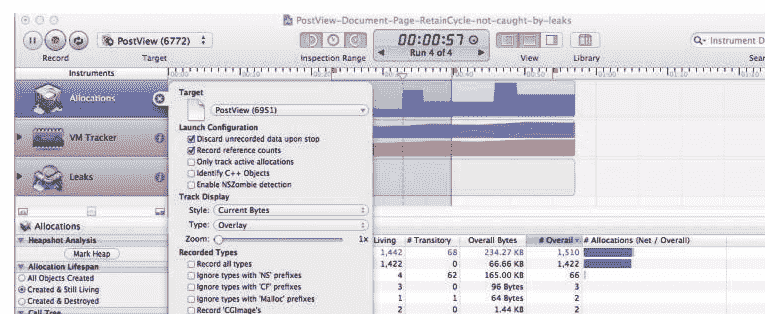 PostView-Document-Page-RetainCycle-not-caught-by-leaks
PostView (6772)
00:00:57
Run 4 of 4
Instrument D
Record
Target
Inspection Range
View
Library
Sear
Instruments
Allocations
VM Tracker
Leaks
Target
PostView (6951)
Launch Configuration
Discard unrecorded data upon stop
Record reference counts
Only track active allocations
Identify C++ Objects
Enable NSZombie detection
Track Display
Style: Current Bytes
Type: Overlay
Zoom: 1x
Recorded Types
Record all types
Ignore types with 'NS' prefixes
Ignore types with 'CF' prefixes
Ignore types with 'Malloc' prefixes
Record 'CGImage's
Allocations
Heapshot Analysis
Mark Heap
Allocation Lifespan
All Objects Created
Created & Still Living
Created & Destroyed
Call Tree
Living # Transitory Overall Bytes # Overall # Allocations (Net / Overall)
1,442 68 234.27 KB 1,510
1,422 0 66.66 KB 1,422
4 62 165.00 KB 66
3 0 96 Bytes 3
1 1 64 Bytes 2
2 0 1.44 KB 2